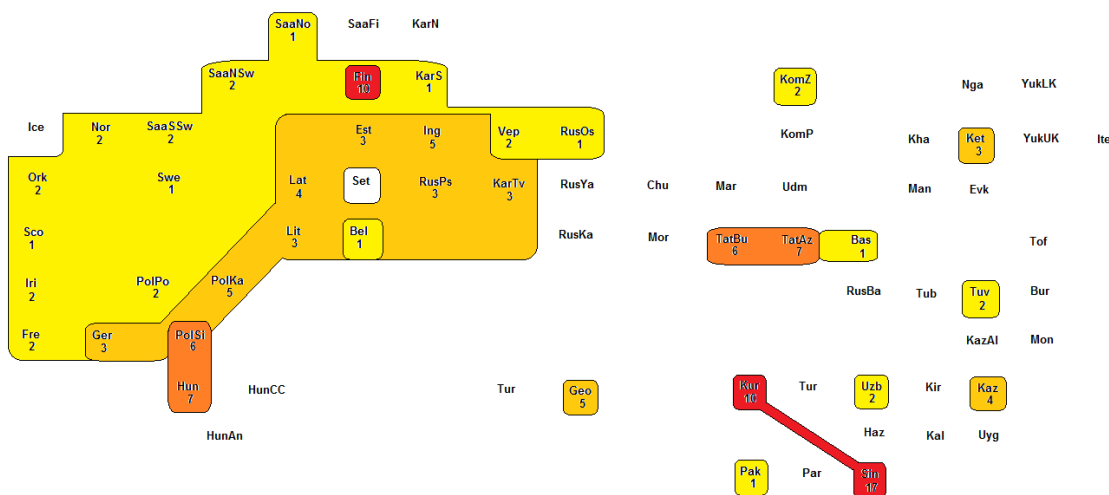 SaaNo SaaFi KarN
1
SaaNSw Fin KarS KomZ Nga YukLK
2 10 1 2
Ice Nor SaaSSw Est Ing Vep RusOs KomP Kha Ket YukUK Ite
2 2 3 5 2 1 3
Ork Swe Lat Set RusPs KarTv RusYa Chu Mar Udm Man Evk
2 1 4 3 3
Sco Lit Bel RusKa Mor TatBu TatAz Bas Tof
1 3 1 6 7 1
Iri PolPo PolKa RusBa Tub Tuv Bur
2 2 5 2
Fre Ger PolSi KazAl Mon
2 3 6
Hun HunCC Tur Geo Kur Tur Uzb Kir Kaz
7 5 10 2 4
HunAn Haz Kal Uyg
Pak Par Sin
1 17